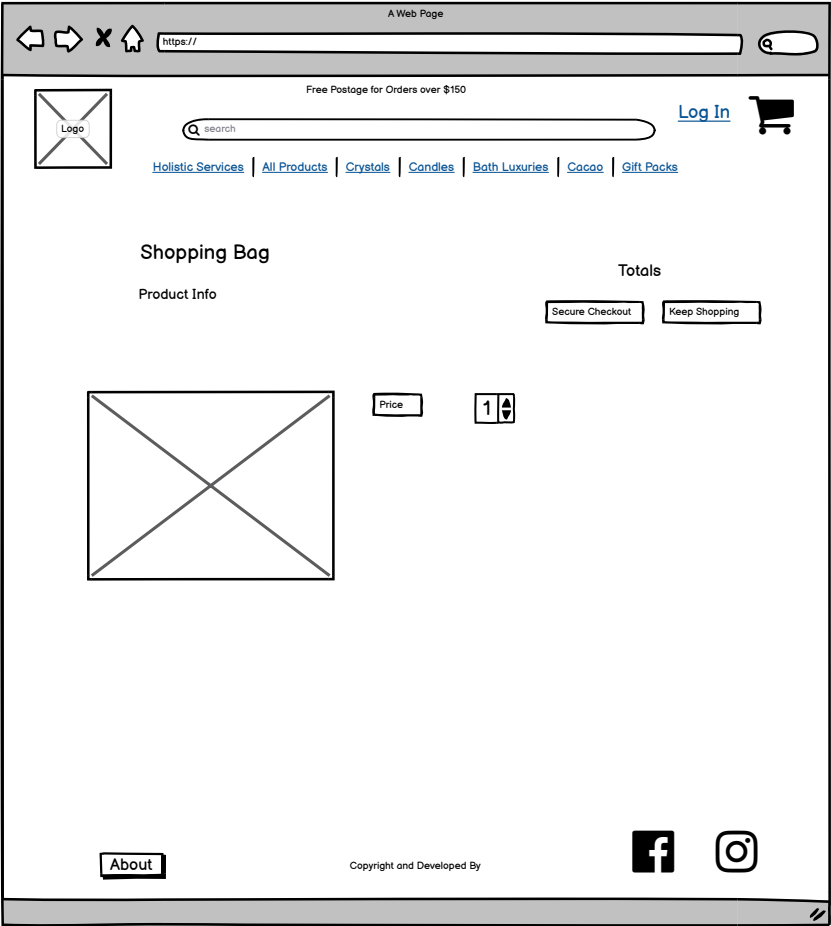 A Web Page
https://
Free Postage for Orders over $150
Logo
search
Log In
Holistic Services | All Products | Crystals | Candles | Bath Luxuries | Cacao | Gift Packs
Shopping Bag
Totals
Product Info
Secure Checkout
Keep Shopping
Price
1
About
Copyright and Developed By